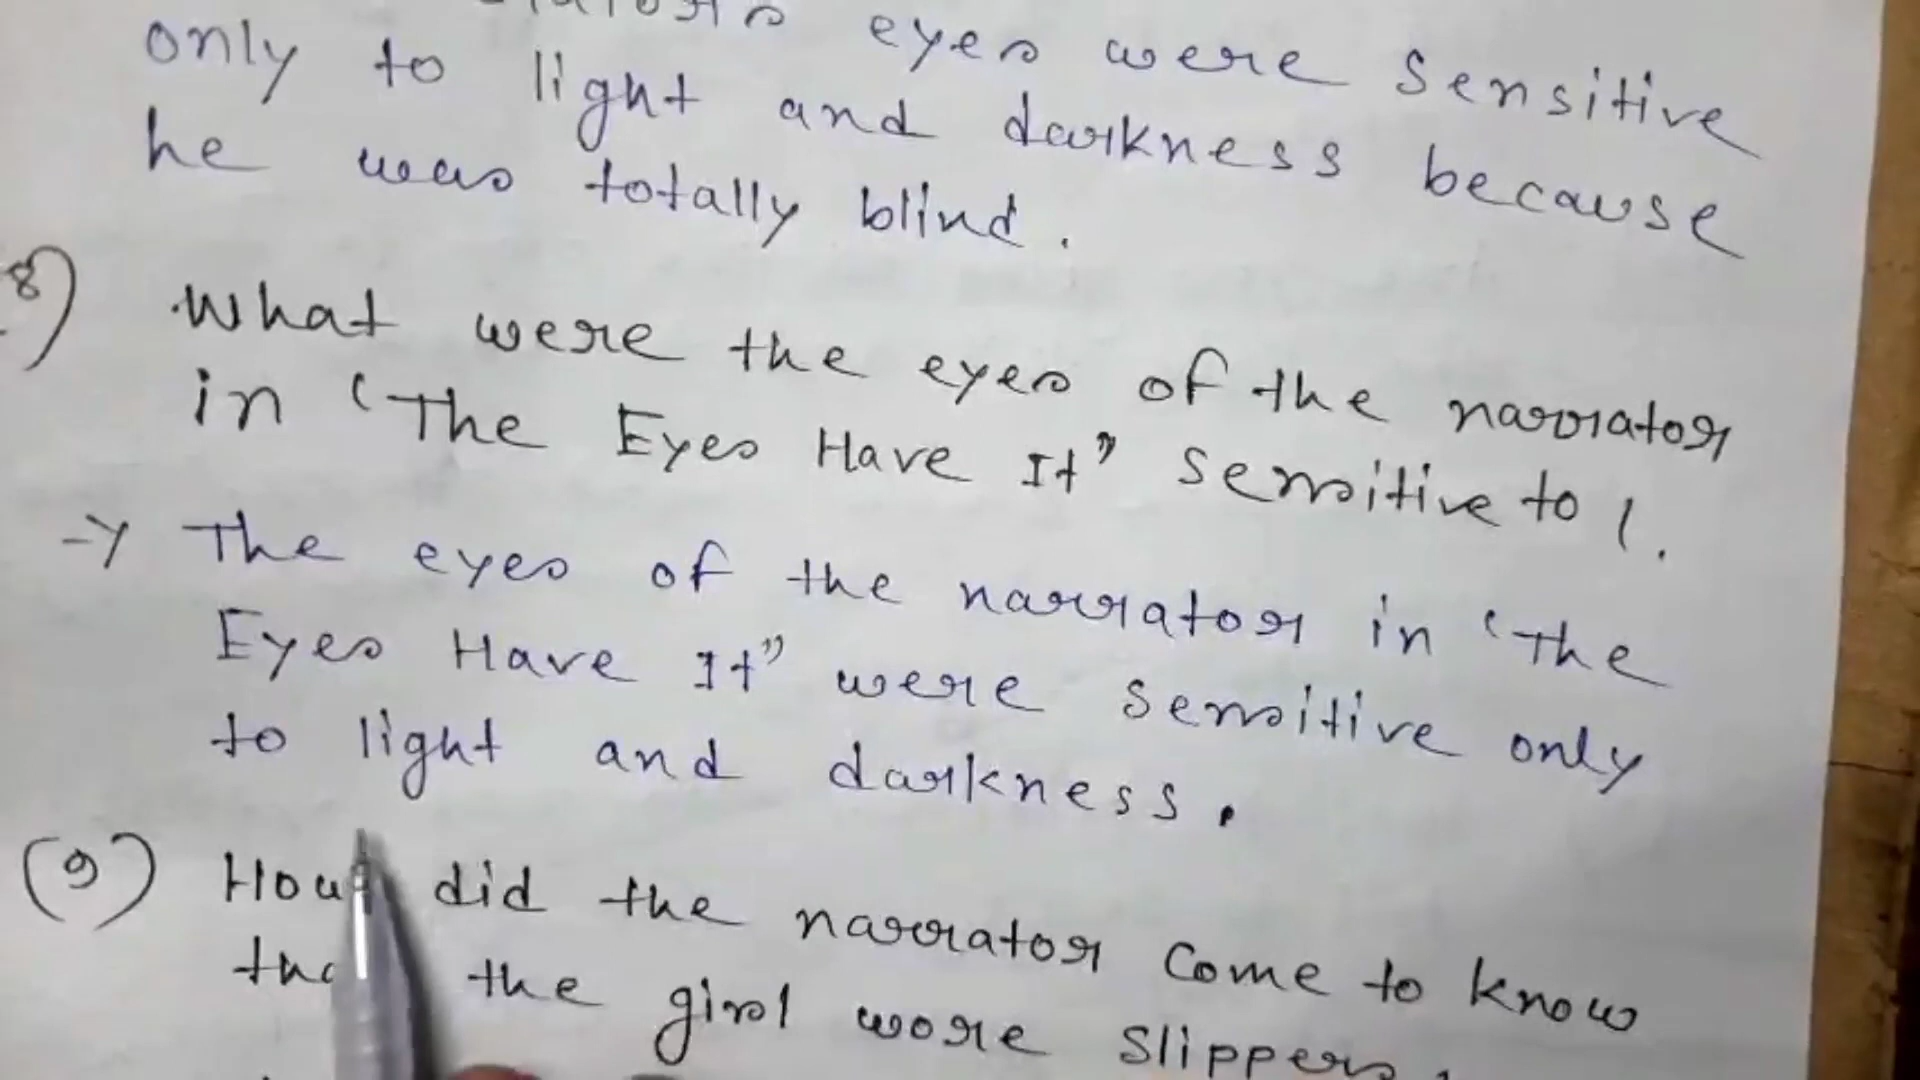 eyes were sensitive
only to light and darkness because
he was totally blind.
8) What were the eyes of the narrator
in 'The Eyes Have It" sensitive to ?
→ The eyes of the narrator in 'The
Eyes Have It" were sensitive only
to light and darkness.
(9) How did the narrator come to know
the girl wore slippers